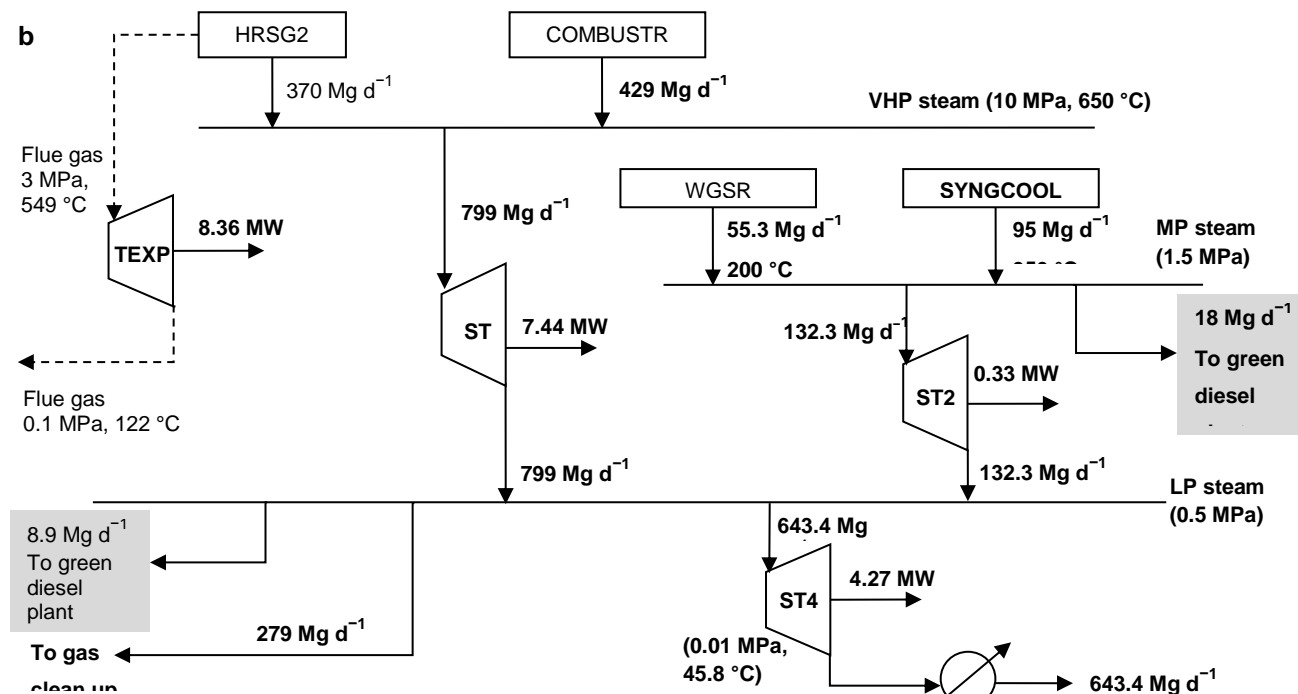 b
HRSG2
COMBUSTR
370 Mg d⁻¹
429 Mg d⁻¹
VHP steam (10 MPa, 650 °C)
Flue gas
3 MPa,
549 °C
WGSR
SYNGCOOL
799 Mg d⁻¹
55.3 Mg d⁻¹
95 Mg d⁻¹
MP steam
(1.5 MPa)
8.36 MW
TEXP
200 °C
18 Mg d⁻¹
To green
diesel
ST
7.44 MW
132.3 Mg d⁻¹
0.33 MW
ST2
Flue gas
0.1 MPa, 122 °C
799 Mg d⁻¹
132.3 Mg d⁻¹
LP steam
(0.5 MPa)
8.9 Mg d⁻¹
To green
diesel
plant
643.4 Mg
4.27 MW
ST4
279 Mg d⁻¹
To gas
clean up
(0.01 MPa,
45.8 °C)
643.4 Mg d⁻¹